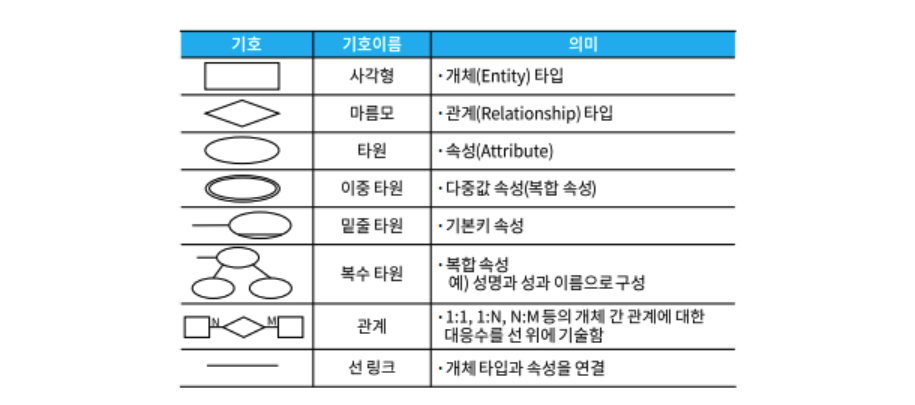 기호 기호이름 의미
사각형 · 개체(Entity) 타입
마름모 · 관계(Relationship) 타입
타원 · 속성(Attribute)
이중 타원 · 다중값 속성(복합 속성)
밑줄 타원 · 기본키 속성
복수 타원 · 복합 속성
예) 성명과 성과 이름으로 구성
N M 관계 · 1:1, 1:N, N:M 등의 개체 간 관계에 대한
대응수를 선 위에 기술함
선 링크 · 개체 타입과 속성을 연결